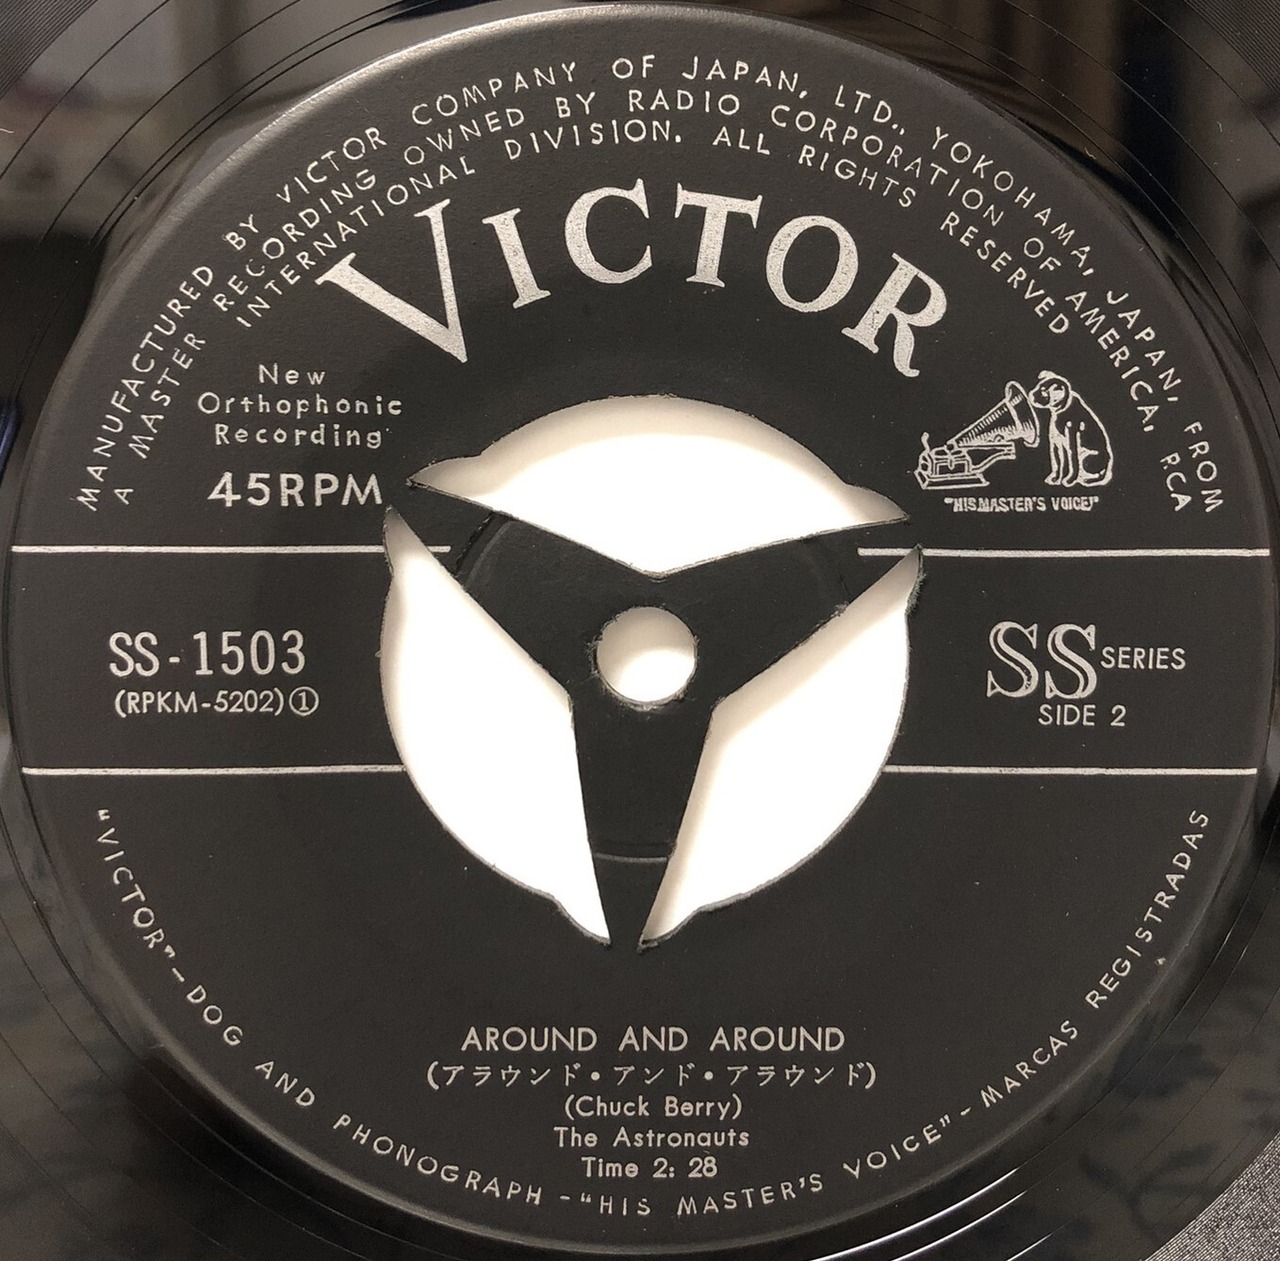 MANUFACTURED BY VICTOR COMPANY OF JAPAN, LTD., YOKOHAMA, JAPAN, FROM
A MASTER RECORDING OWNED BY RADIO CORPORATION OF AMERICA, RCA
INTERNATIONAL DIVISION. ALL RIGHTS RESERVED
VICTOR
New
Orthophonic
Recording
45RPM
"HIS MASTER'S VOICE"
SS-1503
(RPKM-5202)①
SS SERIES
SIDE 2
AROUND AND AROUND
(アラウンド・アンド・アラウンド)
(Chuck Berry)
The Astronauts
Time 2: 28
"VICTOR"-DOG AND PHONOGRAPH-"HIS MASTER'S VOICE"-MARCAS REGISTRADAS